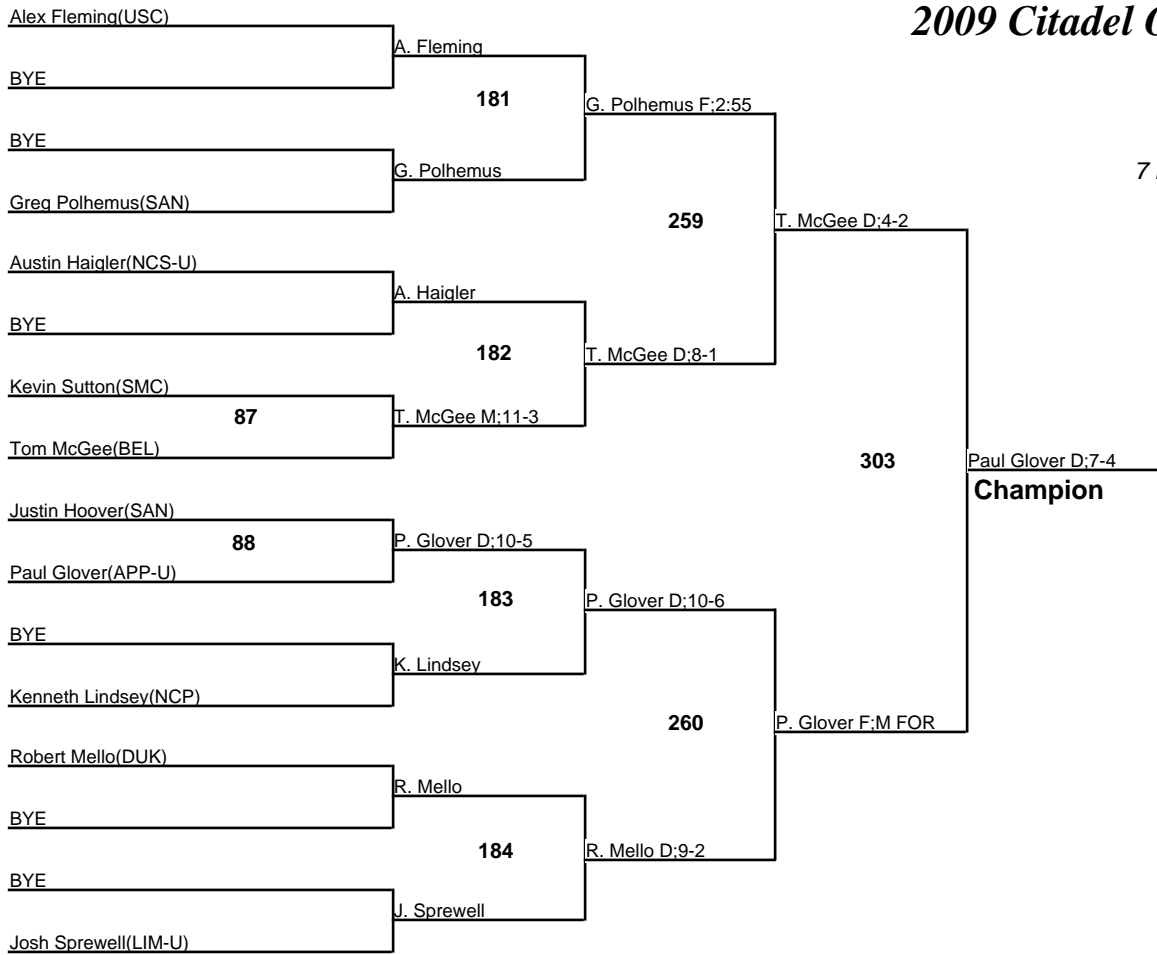 Alex Fleming(USC)
2009 Citadel
A. Fleming
BYE
181
G. Polhemus F;2:55
BYE
7
G. Polhemus
Greg Polhemus(SAN)
259
T. McGee D;4-2
Austin Haigler(NCS-U)
A. Haigler
BYE
182
T. McGee D;8-1
Kevin Sutton(SMC)
87
T. McGee M;11-3
Tom McGee(BEL)
303
Paul Glover D;7-4
Champion
Justin Hoover(SAN)
88
P. Glover D;10-5
Paul Glover(APP-U)
183
P. Glover D;10-6
BYE
K. Lindsey
Kenneth Lindsey(NCP)
260
P. Glover F;M FOR
Robert Mello(DUK)
R. Mello
BYE
184
R. Mello D;9-2
BYE
J. Sprewell
Josh Sprewell(LIM-U)